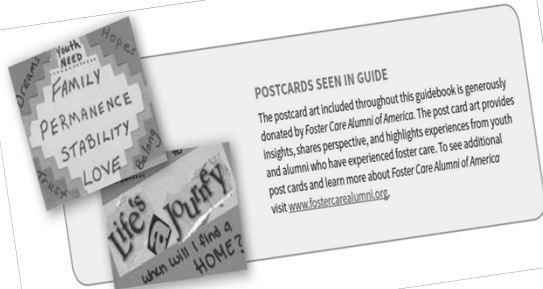 Dreams
Youth
NEED
Hope
FAMILY
PERMANENCE
STABILITY
LOVE
Trust
Belong
Life's
Journey
when will I find a
HOME?
POSTCARDS SEEN IN GUIDE
The postcard art included throughout this guidebook is generously
donated by Foster Care Alumni of America. The post card art provides
insights, shares perspective, and highlights experiences from youth
and alumni who have experienced foster care. To see additional
post cards and learn more about Foster Care Alumni of America
visit www.fostercarealumni.org.